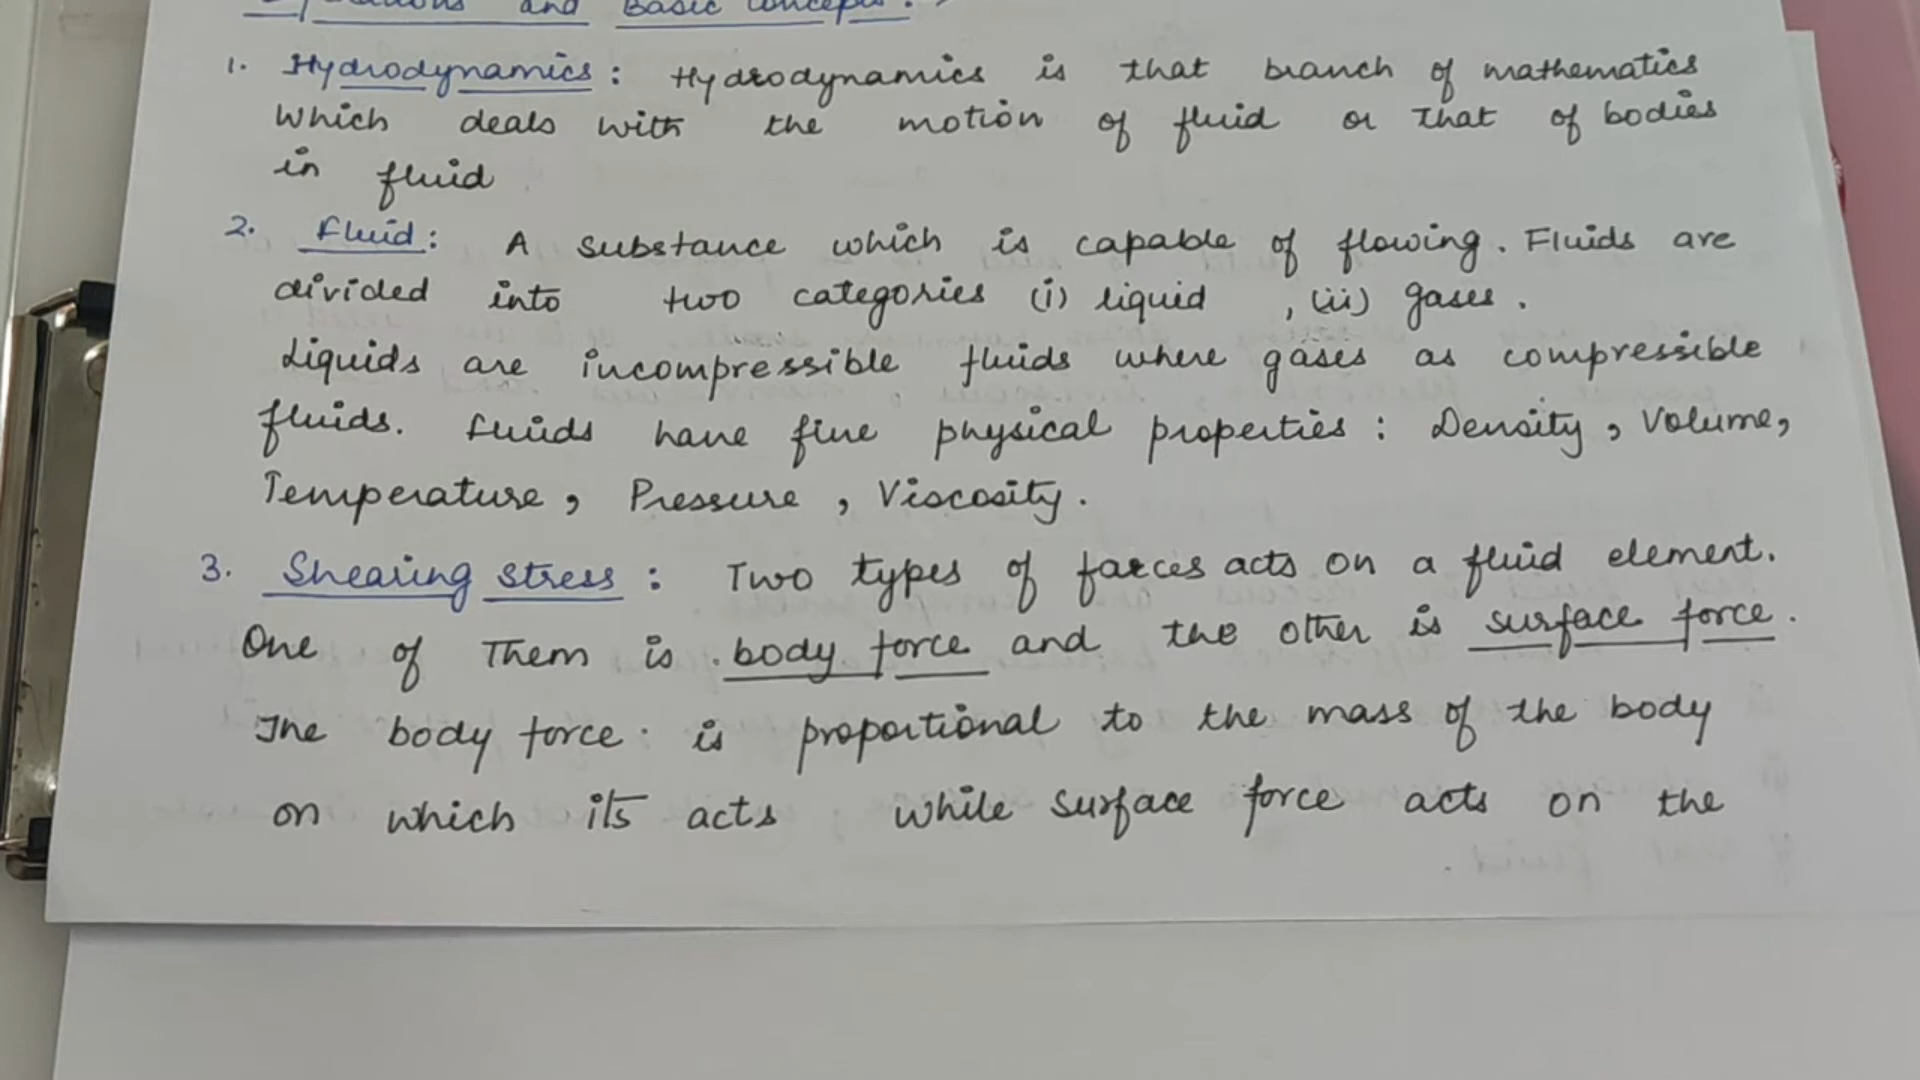 and Basic concepts :
1. Hydrodynamics : Hydrodynamics is that branch of mathematics
which deals with the motion of fluid or that of bodies
in fluid
2. Fluid : A substance which is capable of flowing. Fluids are
divided into two categories (i) liquid , (ii) gases .
Liquids are incompressible fluids where gases as compressible
fluids. Fluids have five physical properties : Density, Volume,
Temperature, Pressure , Viscosity.
3. Shearing stress : Two types of forces acts on a fluid element.
One of them is body force and the other is surface force.
The body force is proportional to the mass of the body
on which its acts while surface force acts on the